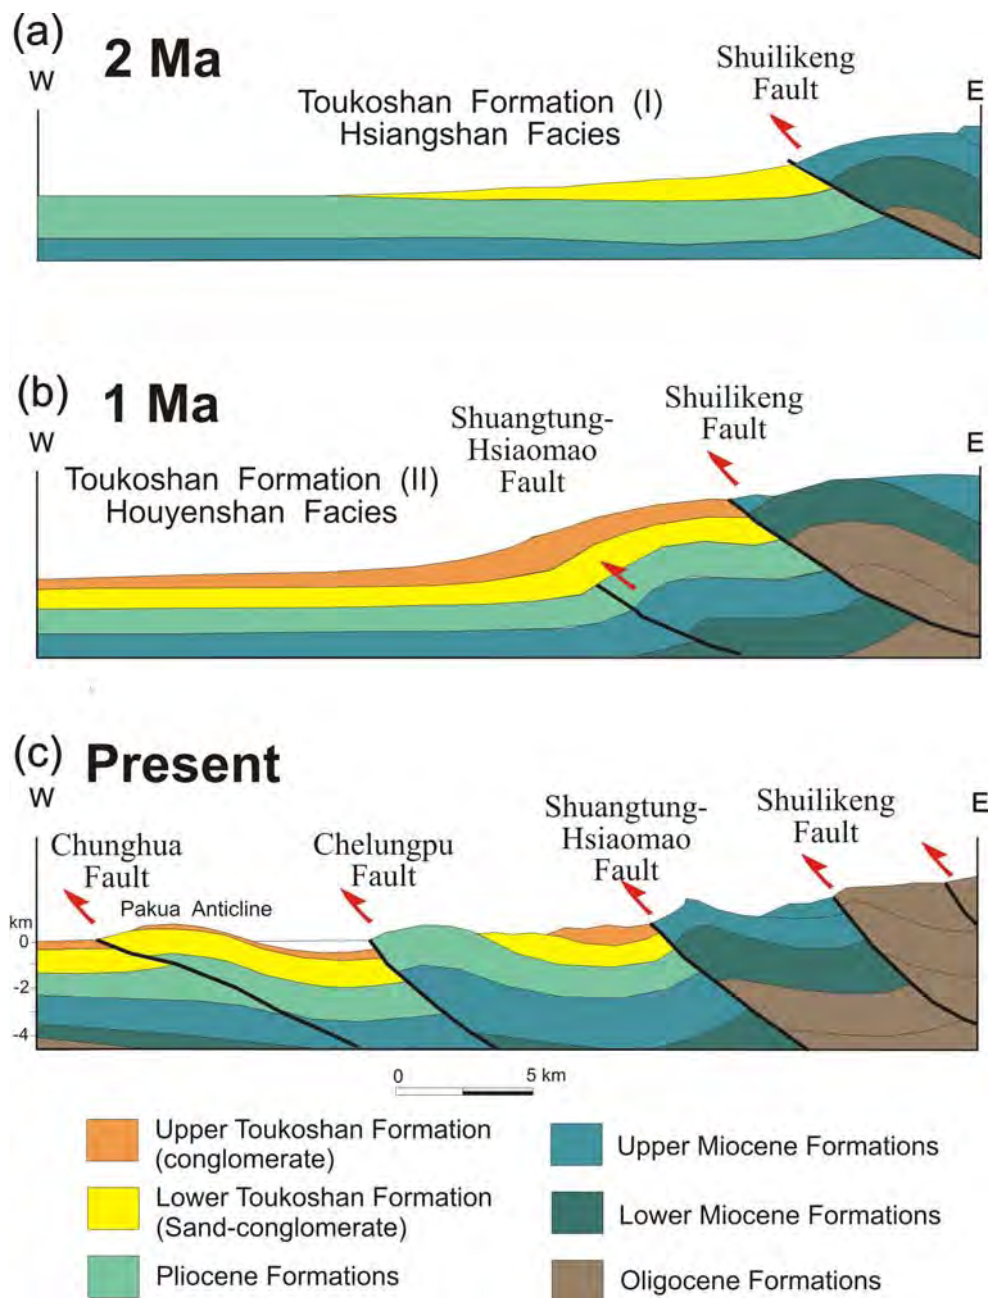 (a) 2 Ma
W
Shuilikeng
Fault
E
Toukoshan Formation (I)
Hsiangshan Facies
(b) 1 Ma
W
Shuangtung-
Hsiaomao
Fault
Shuilikeng
Fault
E
Toukoshan Formation (II)
Houyenshan Facies
(c) Present
W
Chunghua
Fault
Chelungpu
Fault
Shuangtung-
Hsiaomao
Fault
Shuilikeng
Fault
E
Pakua Anticline
km
0
-2
-4
0 5 km
Upper Toukoshan Formation
(conglomerate)
Lower Toukoshan Formation
(Sand-conglomerate)
Pliocene Formations
Upper Miocene Formations
Lower Miocene Formations
Oligocene Formations